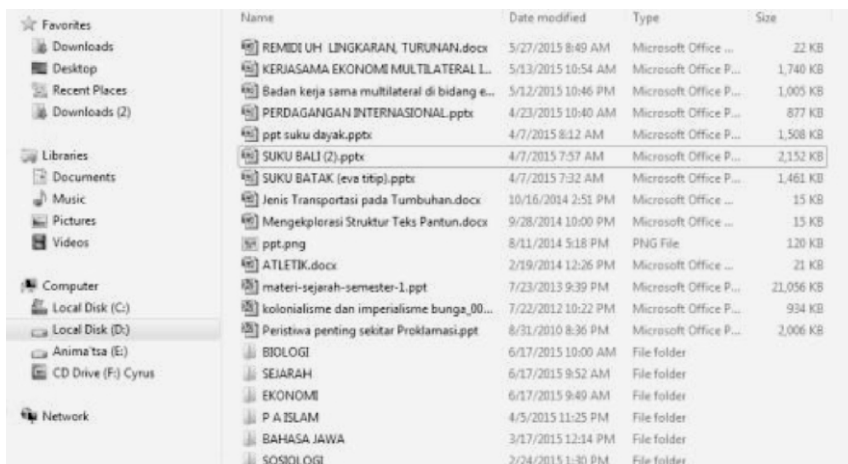 Favorites
Downloads
Desktop
Recent Places
Downloads (2)
Libraries
Documents
Music
Pictures
Videos
Computer
Local Disk (C:)
Local Disk (D:)
Anima'tsa (E:)
CD Drive (F:) Cyrus
Network
Name Date modified Type Size
REMIDI UH LINGKARAN, TURUNAN.docx 5/27/2015 8:49 AM Microsoft Office ... 22 KB
KERJASAMA EKONOMI MULTILATERAL I... 5/13/2015 10:54 AM Microsoft Office P... 1,740 KB
Badan kerja sama multilateral di bidang e... 5/12/2015 10:46 PM Microsoft Office P... 1,005 KB
PERDAGANGAN INTERNASIONAL.pptx 4/23/2015 10:40 AM Microsoft Office P... 877 KB
ppt suku dayak.pptx 4/7/2015 8:12 AM Microsoft Office P... 1,508 KB
SUKU BALI (2).pptx 4/7/2015 7:57 AM Microsoft Office P... 2,152 KB
SUKU BATAK (eva titip).pptx 4/7/2015 7:32 AM Microsoft Office P... 1,461 KB
Jenis Transportasi pada Tumbuhan.docx 10/16/2014 2:51 PM Microsoft Office ... 15 KB
Mengekplorasi Struktur Teks Pantun.docx 9/28/2014 10:00 PM Microsoft Office ... 15 KB
ppt.png 8/11/2014 5:18 PM PNG File 120 KB
ATLETIK.docx 2/19/2014 12:26 PM Microsoft Office ... 21 KB
materi-sejarah-semester-1.ppt 7/23/2013 9:39 PM Microsoft Office P... 21,056 KB
kolonialisme dan imperialisme bunga_00... 7/22/2012 10:22 PM Microsoft Office P... 934 KB
Peristiwa penting sekitar Proklamasi.ppt 8/31/2010 8:36 PM Microsoft Office P... 2,006 KB
BIOLOGI 6/17/2015 10:00 AM File folder
SEJARAH 6/17/2015 9:52 AM File folder
EKONOMI 6/17/2015 9:49 AM File folder
P A ISLAM 4/5/2015 11:25 PM File folder
BAHASA JAWA 3/17/2015 12:14 PM File folder
SOSIOLOGI 2/24/2015 1:30 PM File folder